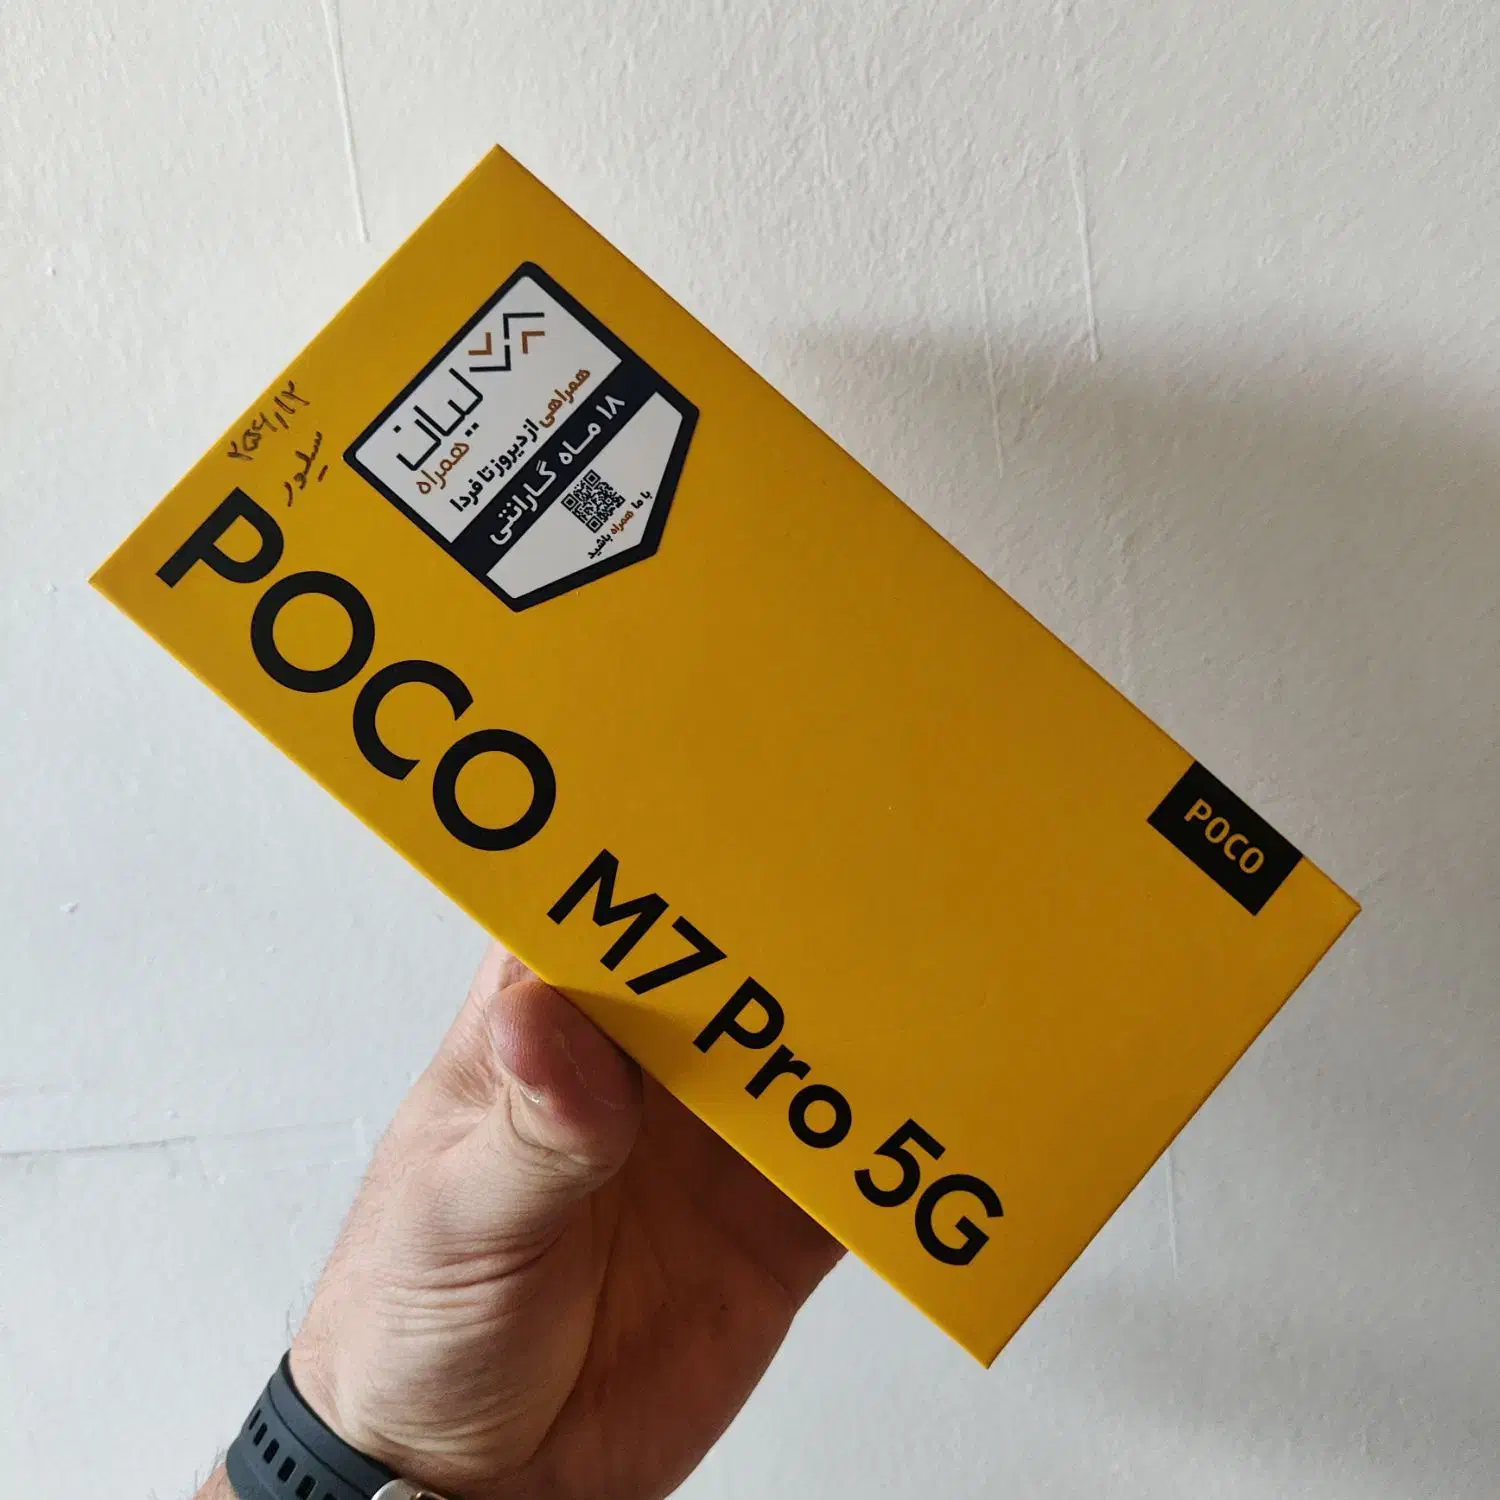 ۲۵۶/۱۲
سیلور
لیان
همراه
همراهی از دیروز تا فردا
۱۸ ماه گارانتی
با ما همراه باشید
POCO M7 Pro 5G
POCO